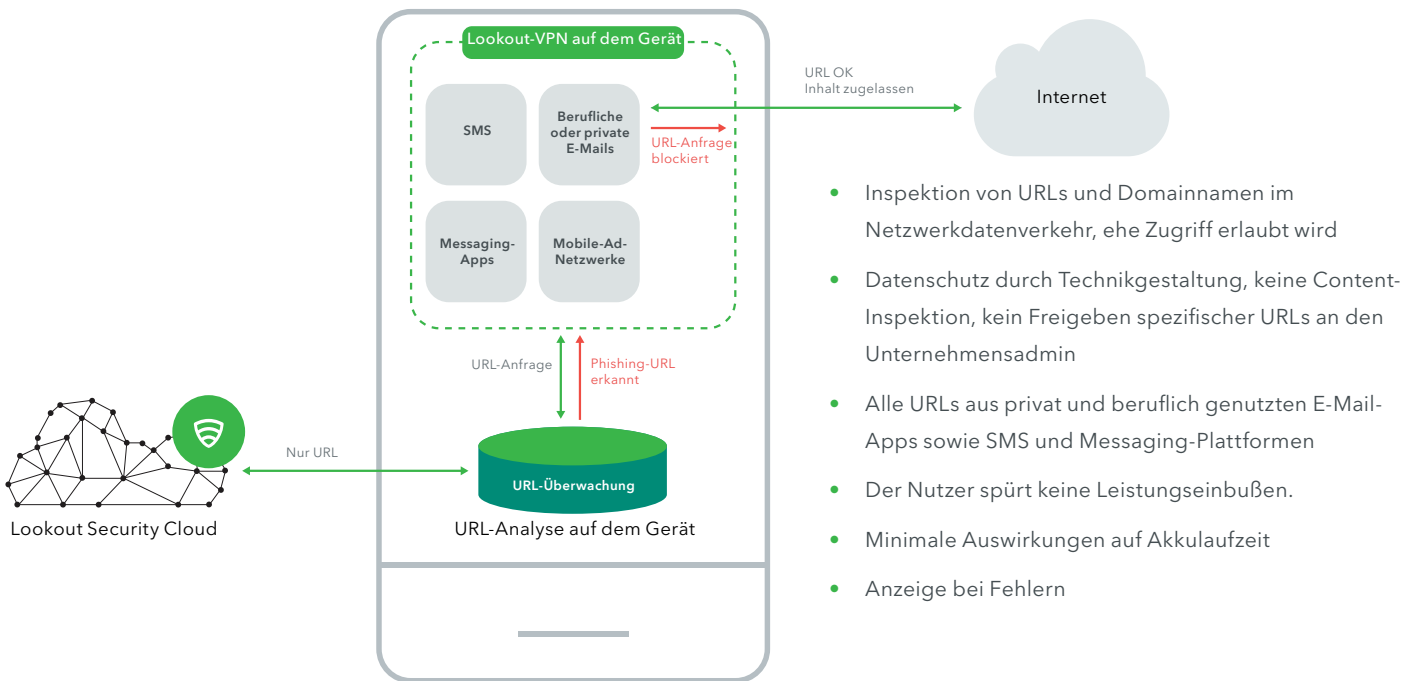 Lookout-VPN auf dem Gerät
SMS
Berufliche
oder private
E-Mails
Messaging-
Apps
Mobile-Ad-
Netzwerke
URL OK
Inhalt zugelassen
URL-Anfrage
blockiert
Internet
URL-Anfrage
Phishing-URL
erkannt
Nur URL
URL-Überwachung
Lookout Security Cloud
URL-Analyse auf dem Gerät
• Inspektion von URLs und Domainnamen im
Netzwerkdatenverkehr, ehe Zugriff erlaubt wird
• Datenschutz durch Technikgestaltung, keine Content-
Inspektion, kein Freigeben spezifischer URLs an den
Unternehmensadmin
• Alle URLs aus privat und beruflich genutzten E-Mail-
Apps sowie SMS und Messaging-Plattformen
• Der Nutzer spürt keine Leistungseinbußen.
• Minimale Auswirkungen auf Akkulaufzeit
• Anzeige bei Fehlern